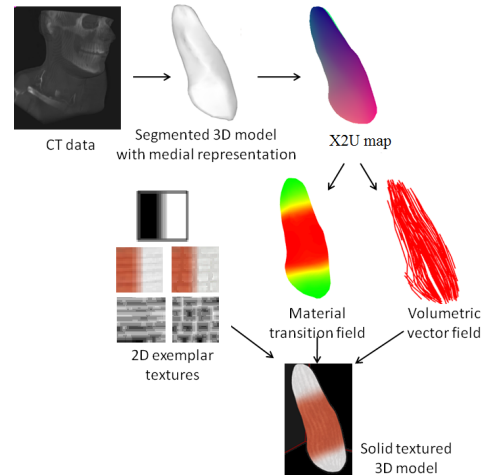 CT data
Segmented 3D model
with medial representation
X2U map
2D exemplar
textures
Material
transition field
Volumetric
vector field
Solid textured
3D model